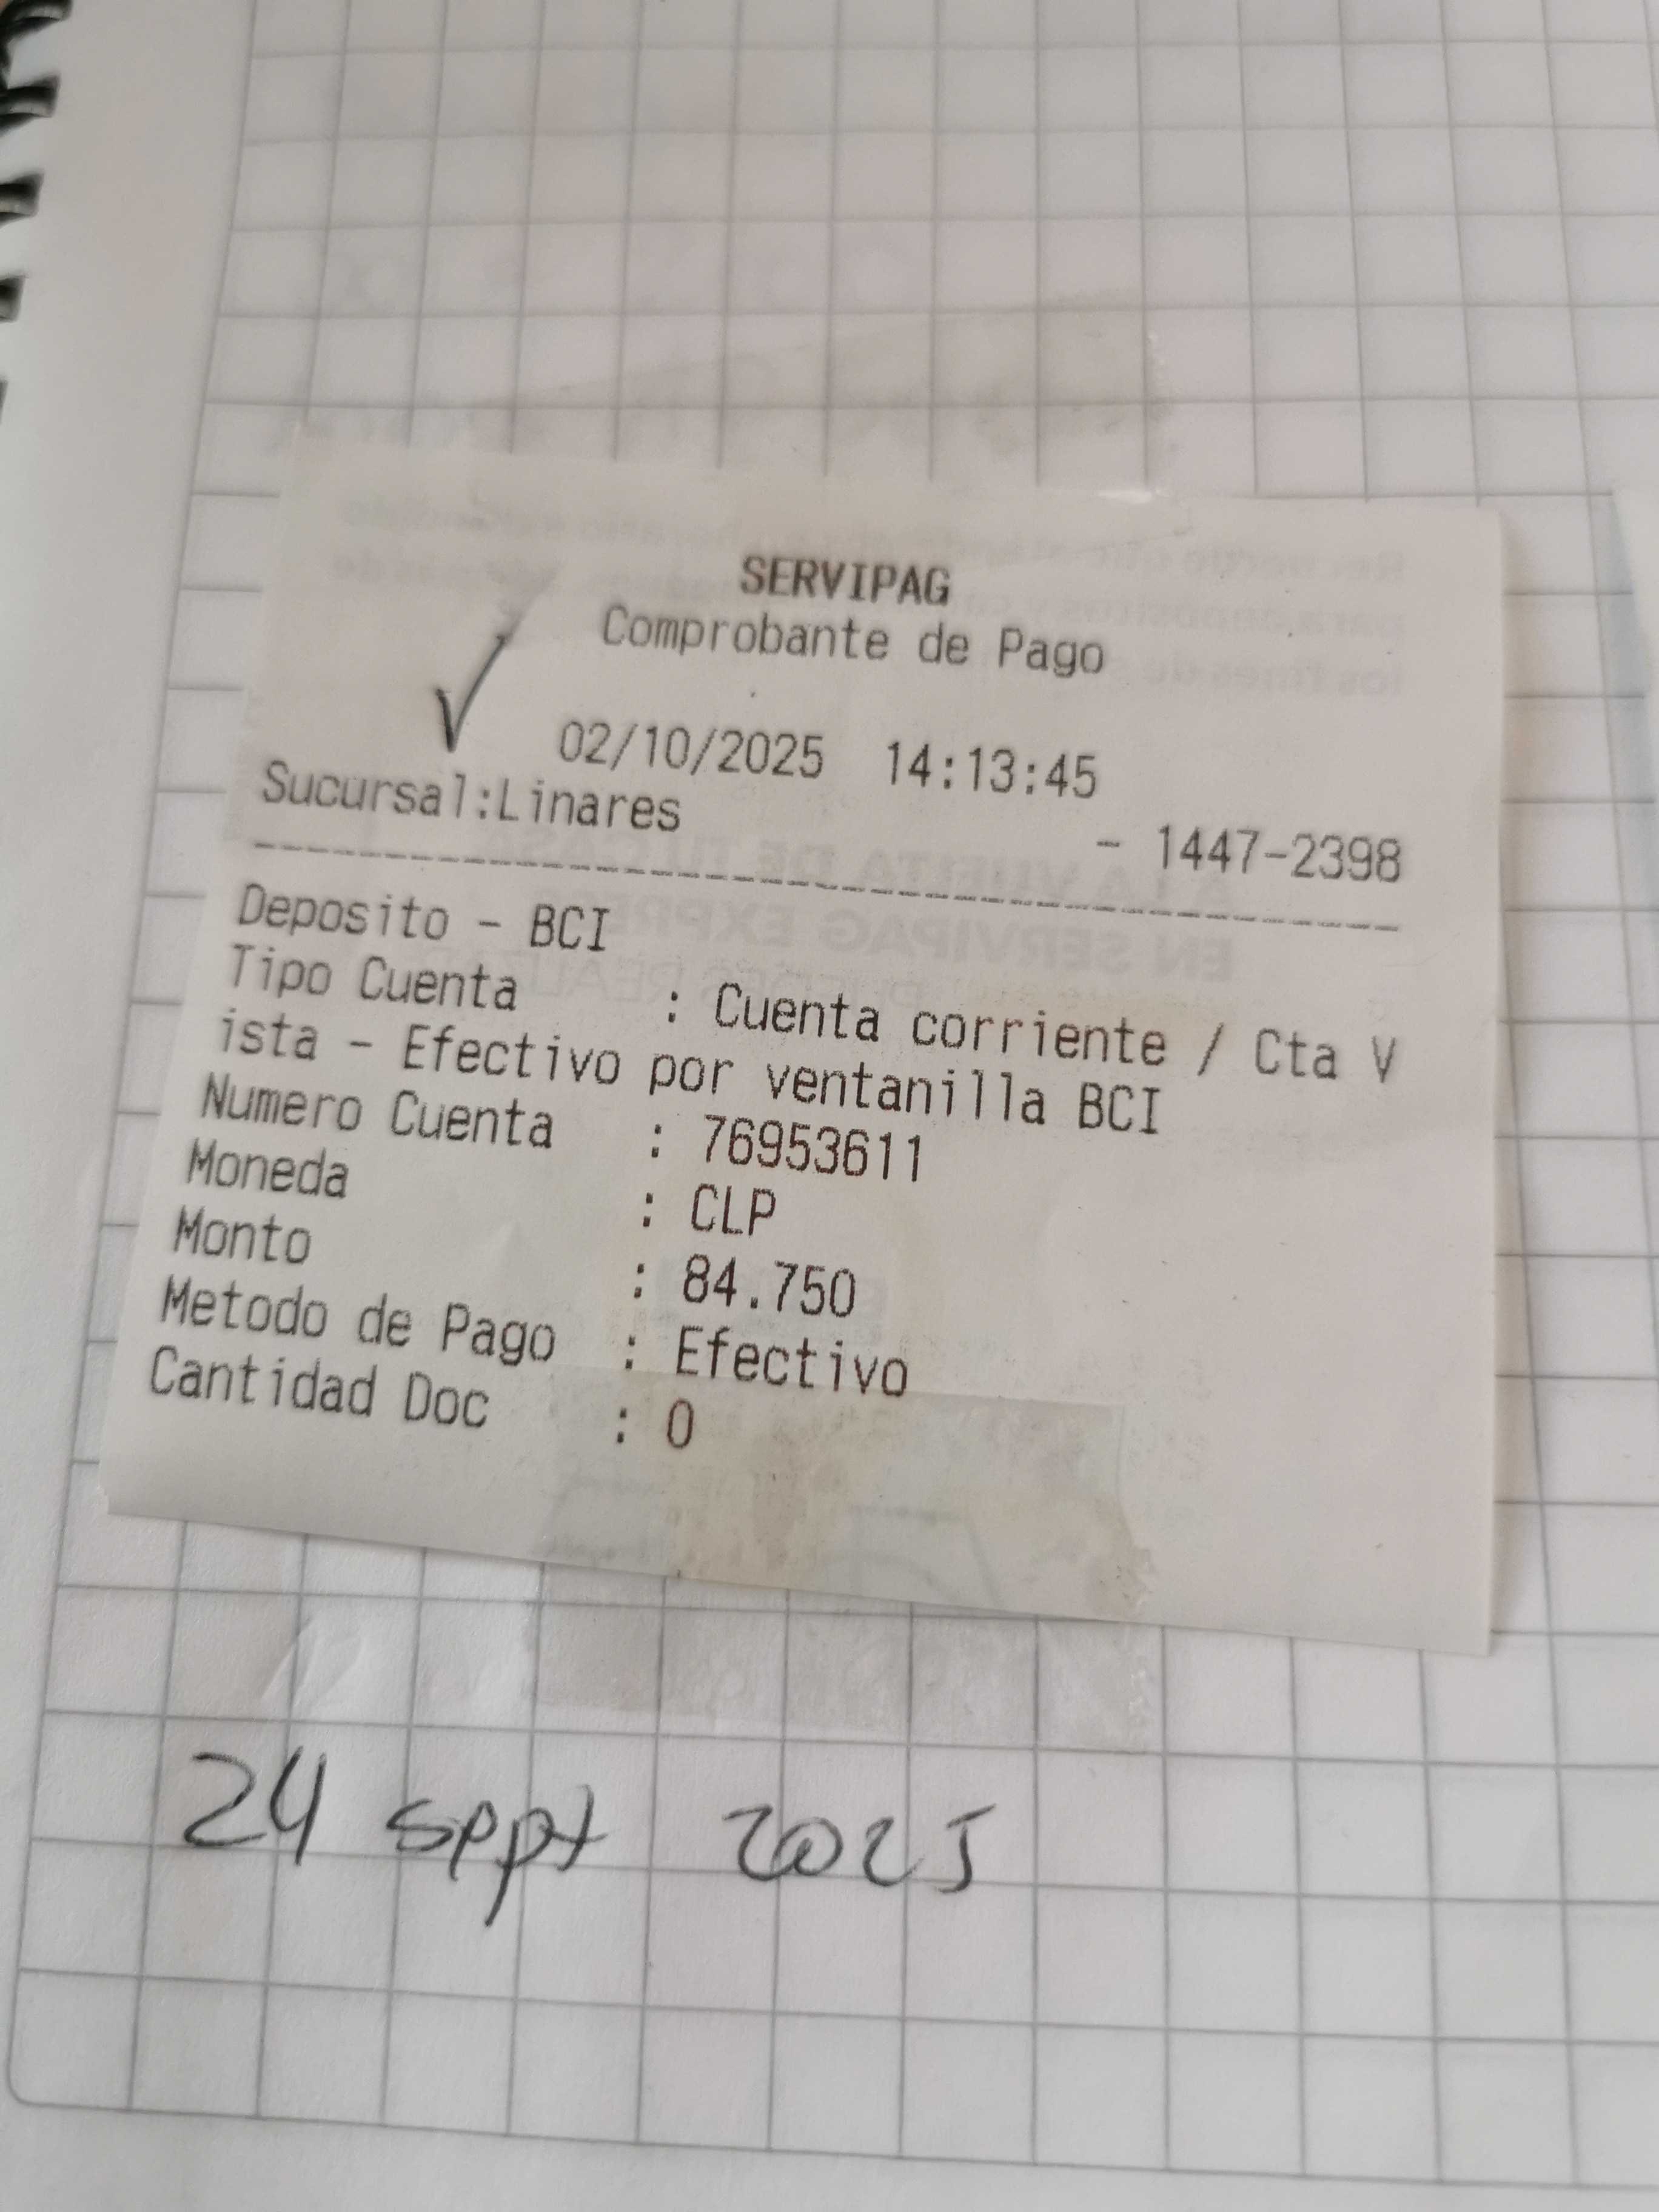 SERVIPAG
Comprobante de Pago
02/10/2025 14:13:45
Sucursal:Linares - 1447-2398
Deposito - BCI
Tipo Cuenta : Cuenta corriente / Cta V
ista - Efectivo por ventanilla BCI
Numero Cuenta : 76953611
Moneda : CLP
Monto : 84.750
Metodo de Pago : Efectivo
Cantidad Doc : 0
24 sept 2025